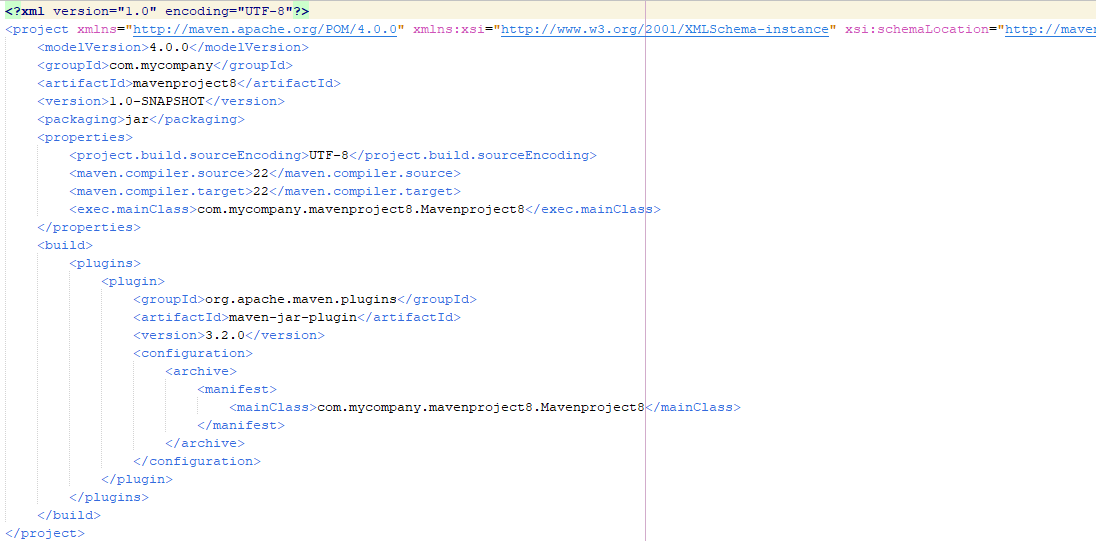 <?xml version="1.0" encoding="UTF-8"?>
<project xmlns="http://maven.apache.org/POM/4.0.0" xmlns:xsi="http://www.w3.org/2001/XMLSchema-instance" xsi:schemaLocation="http://maven
<modelVersion>4.0.0</modelVersion>
<groupId>com.mycompany</groupId>
<artifactId>mavenproject8</artifactId>
<version>1.0-SNAPSHOT</version>
<packaging>jar</packaging>
<properties>
<project.build.sourceEncoding>UTF-8</project.build.sourceEncoding>
<maven.compiler.source>22</maven.compiler.source>
<maven.compiler.target>22</maven.compiler.target>
<exec.mainClass>com.mycompany.mavenproject8.Mavenproject8</exec.mainClass>
</properties>
<build>
<plugins>
<plugin>
<groupId>org.apache.maven.plugins</groupId>
<artifactId>maven-jar-plugin</artifactId>
<version>3.2.0</version>
<configuration>
<archive>
<manifest>
<mainClass>com.mycompany.mavenproject8.Mavenproject8</mainClass>
</manifest>
</archive>
</configuration>
</plugin>
</plugins>
</build>
</project>